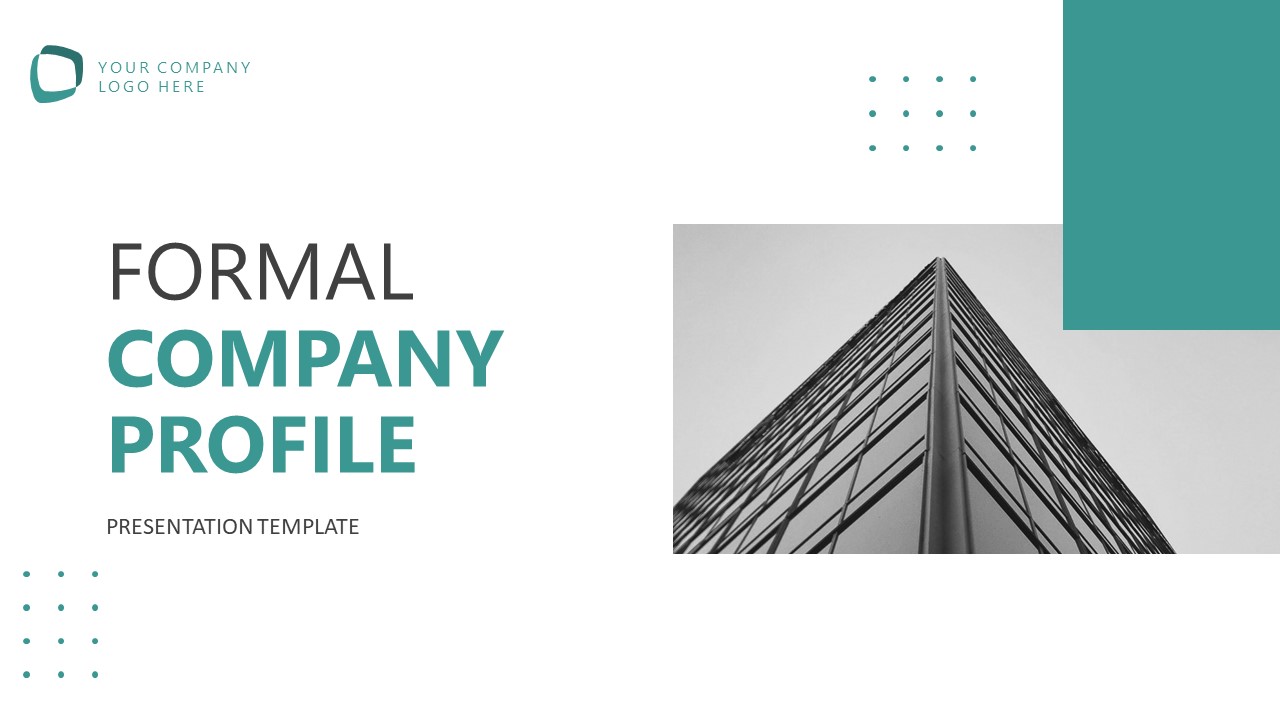 YOUR COMPANY
LOGO HERE
FORMAL
COMPANY
PROFILE
PRESENTATION TEMPLATE